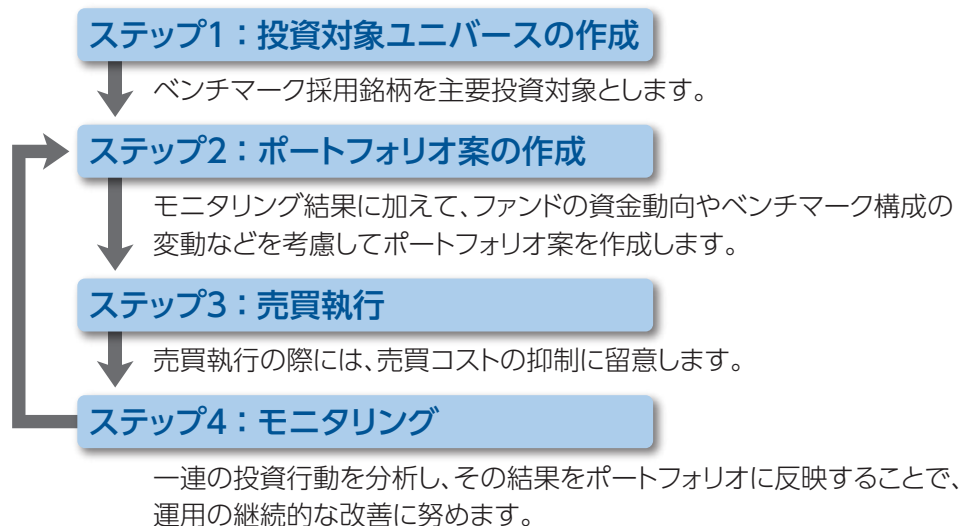 ステップ1：投資対象ユニバースの作成
ベンチマーク採用銘柄を主要投資対象とします。
ステップ2：ポートフォリオ案の作成
モニタリング結果に加えて、ファンドの資金動向やベンチマーク構成の
変動などを考慮してポートフォリオ案を作成します。
ステップ3：売買執行
売買執行の際には、売買コストの抑制に留意します。
ステップ4：モニタリング
一連の投資行動を分析し、その結果をポートフォリオに反映することで、
運用の継続的な改善に努めます。